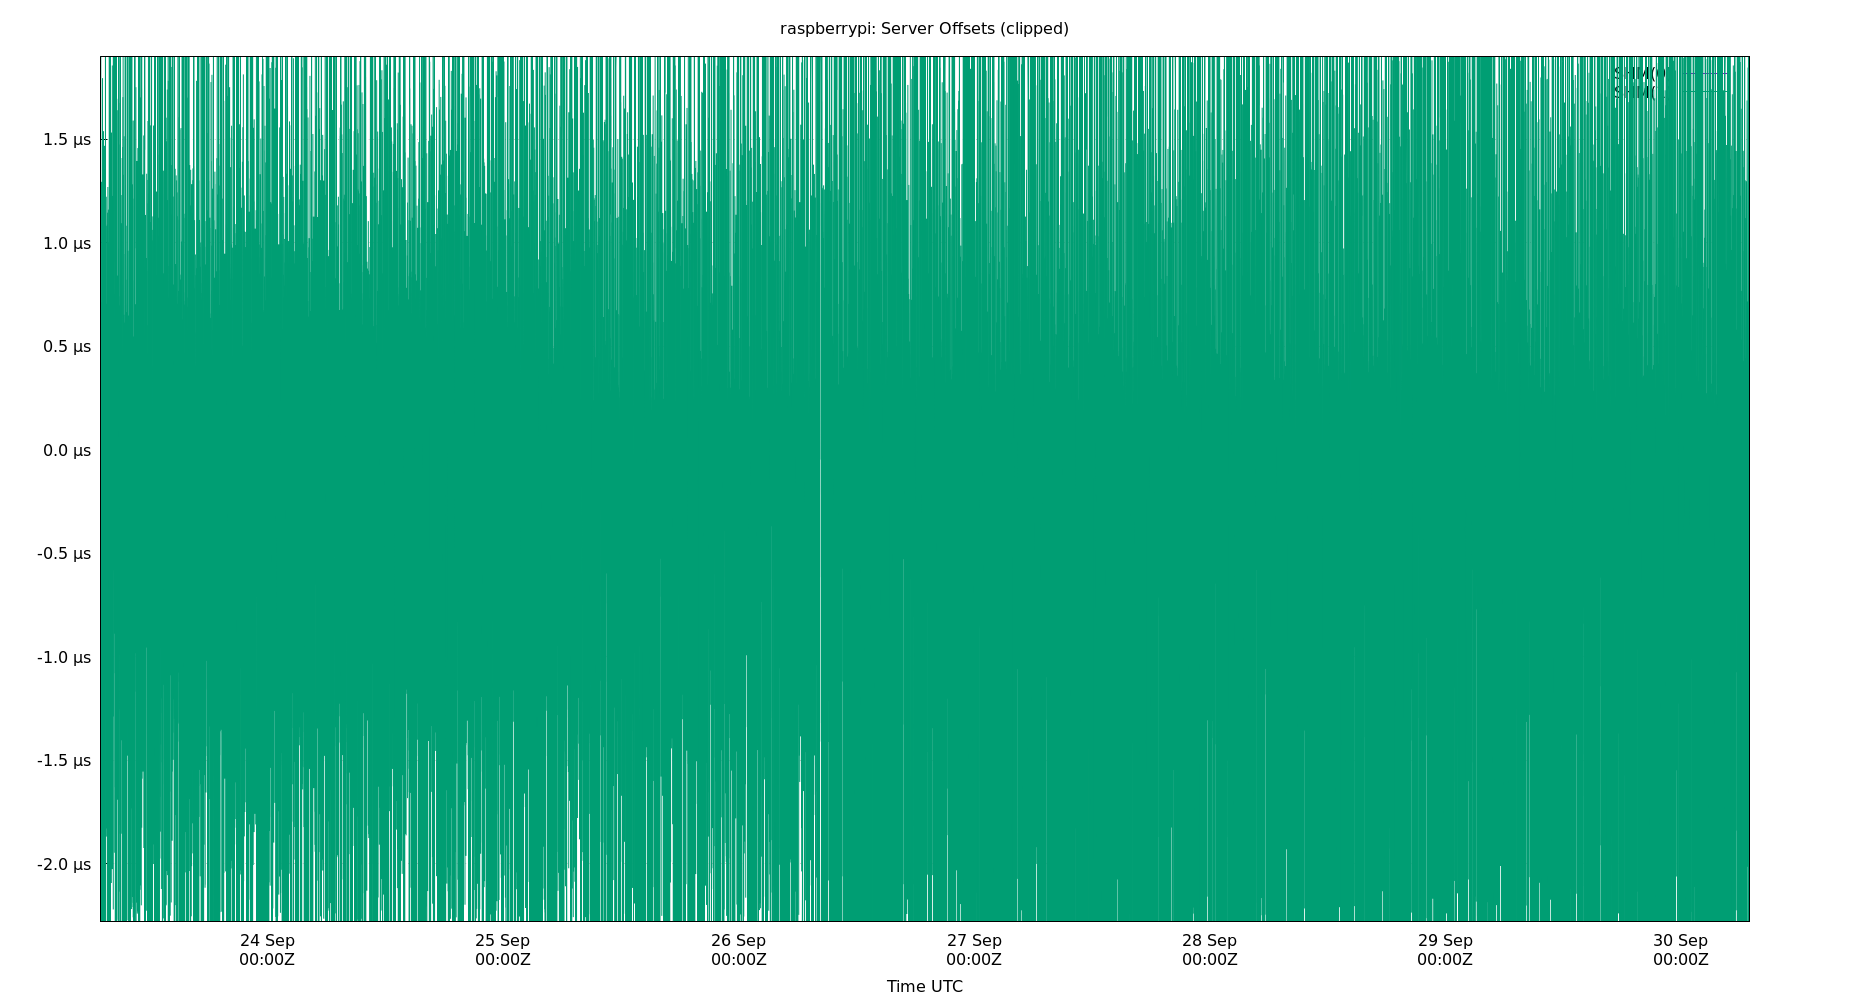 raspberrypi: Server Offsets (clipped)
1.5 µs
1.0 µs
0.5 µs
0.0 µs
-0.5 µs
-1.0 µs
-1.5 µs
-2.0 µs
24 Sep 25 Sep 26 Sep 27 Sep 28 Sep 29 Sep 30 Sep
00:00Z 00:00Z 00:00Z 00:00Z 00:00Z 00:00Z 00:00Z
Time UTC